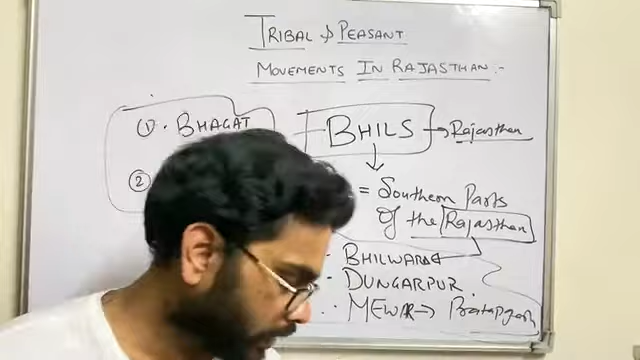 TRIBAL & PEASANT
MOVEMENTS IN RAJASTHAN :-
(1) . BHAGAT
BHILS → Rajasthan
②
= Southern Parts
Of the Rajasthan
BHILWARA
DUNGARPUR
MEWAR → Pratapgarh